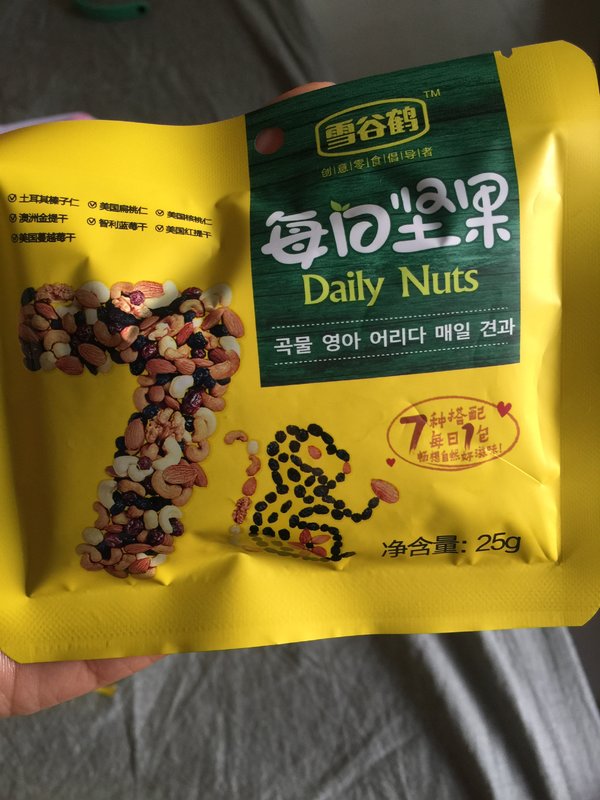 雪谷鹤 TM
创意零食倡导者
每日坚果
Daily Nuts
곡물 영아 어리다 매일 견과
土耳其榛子仁 美国扁桃仁 美国核桃仁
澳洲金提干 智利蓝莓干 美国红提干
美国蔓越莓干
7种搭配
每日1包
畅想自然好滋味!
净含量: 25g